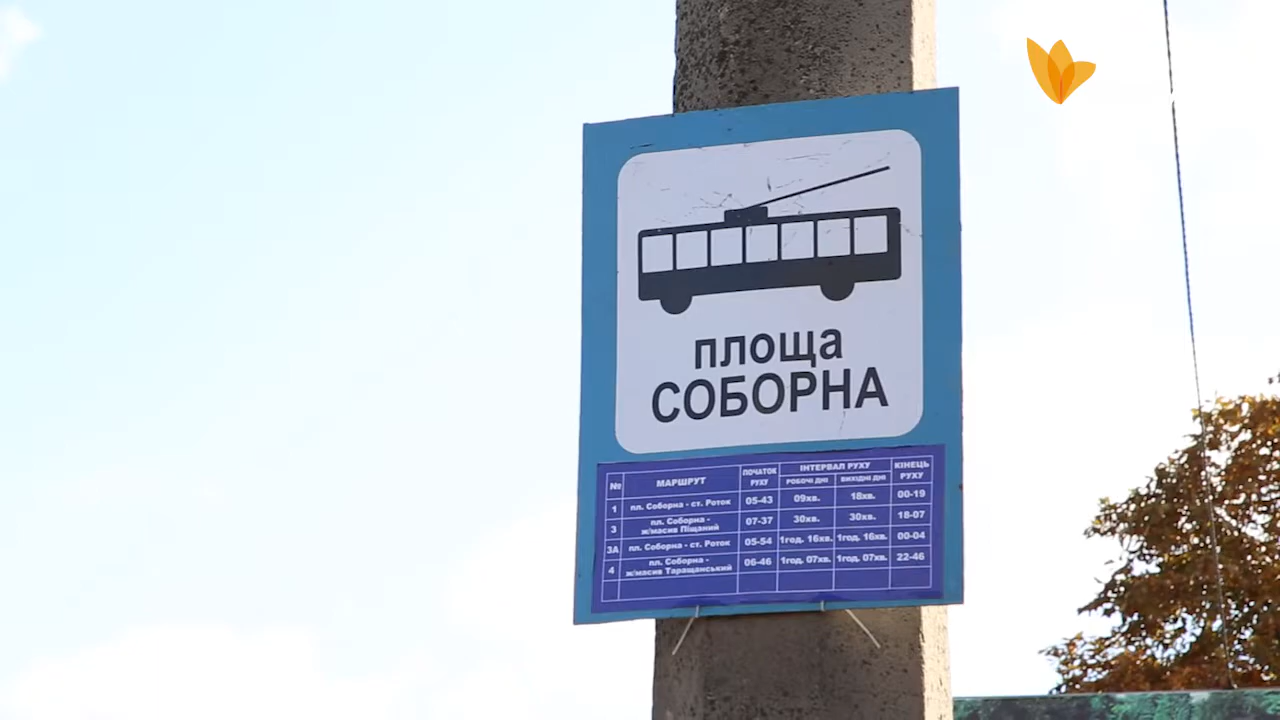 площа
СОБОРНА
№ МАРШРУТ ПОЧАТОК РУХУ ІНТЕРВАЛ РУХУ КІНЕЦЬ РУХУ
РОБОЧІ ДНІ ВИХІДНІ ДНІ
1 пл. Соборна - ст. Роток 05-43 09хв. 18хв. 00-19
3 пл. Соборна - ж/масив Піщаний 07-37 30хв. 30хв. 18-07
3А пл. Соборна - ст. Роток 05-54 1год. 16хв. 1год. 16хв. 00-04
4 пл. Соборна - ж/масив Таращанський 06-46 1год. 07хв. 1год. 07хв. 22-46